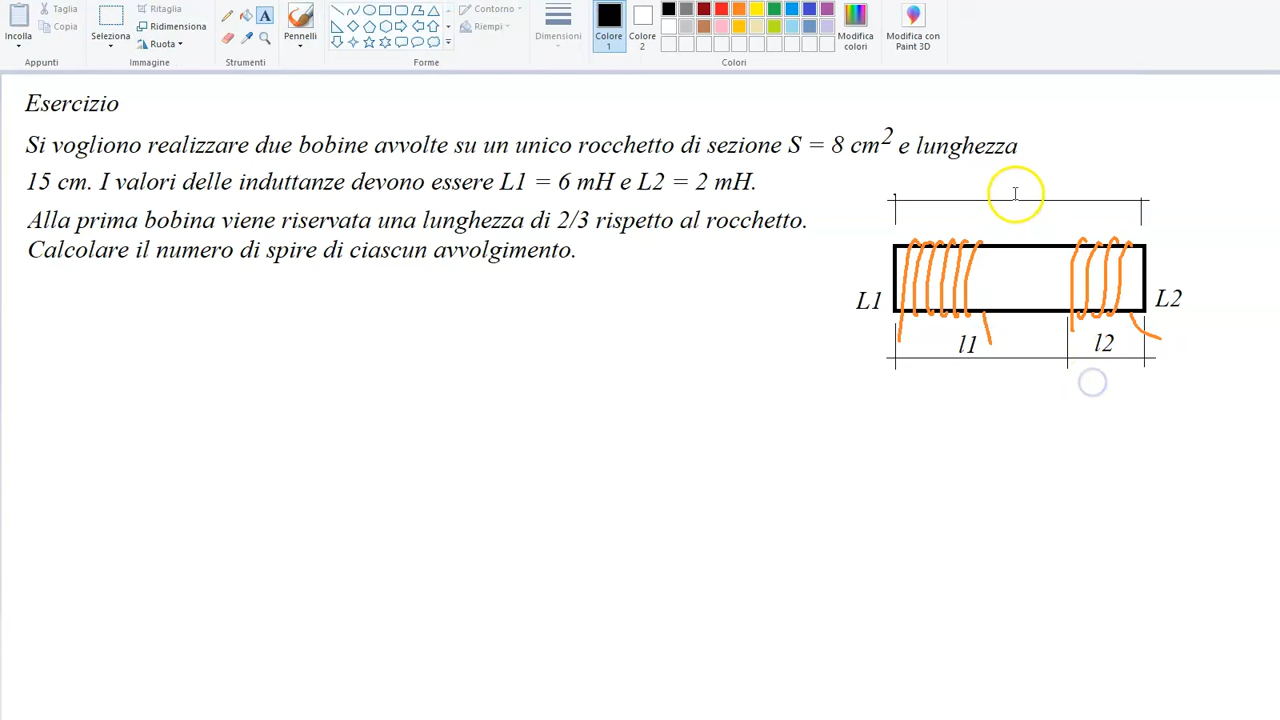 Taglia
Copia
Incolla
Appunti
Ritaglia
Ridimensiona
Ruota
Seleziona
Immagine
A
Strumenti
Pennelli
Contorno
Riempi
Forme
Dimensioni
Colore 1
Colore 2
Colori
Modifica colori
Modifica con Paint 3D
Esercizio
Si vogliono realizzare due bobine avvolte su un unico rocchetto di sezione S = 8 cm² e lunghezza
15 cm. I valori delle induttanze devono essere L1 = 6 mH e L2 = 2 mH.
Alla prima bobina viene riservata una lunghezza di 2/3 rispetto al rocchetto.
Calcolare il numero di spire di ciascun avvolgimento.
L1
L2
l1
l2